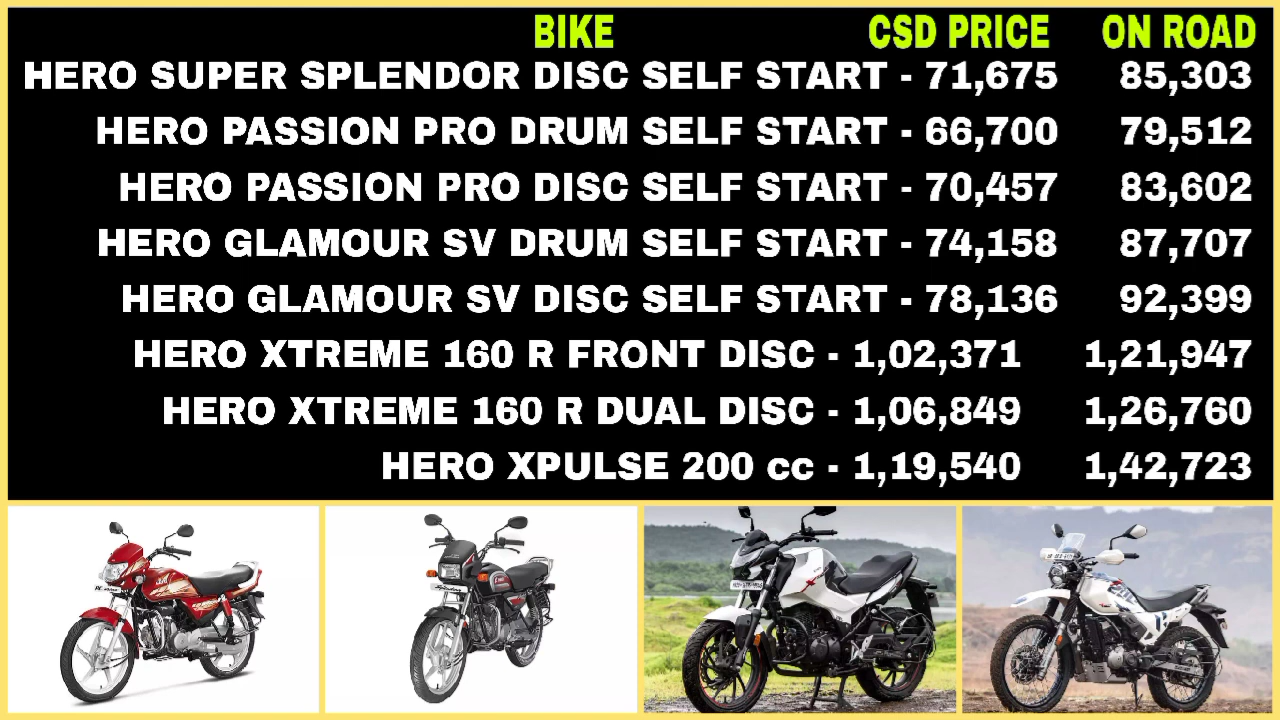 BIKE CSD PRICE ON ROAD
HERO SUPER SPLENDOR DISC SELF START - 71,675 85,303
HERO PASSION PRO DRUM SELF START - 66,700 79,512
HERO PASSION PRO DISC SELF START - 70,457 83,602
HERO GLAMOUR SV DRUM SELF START - 74,158 87,707
HERO GLAMOUR SV DISC SELF START - 78,136 92,399
HERO XTREME 160 R FRONT DISC - 1,02,371 1,21,947
HERO XTREME 160 R DUAL DISC - 1,06,849 1,26,760
HERO XPULSE 200 cc - 1,19,540 1,42,723